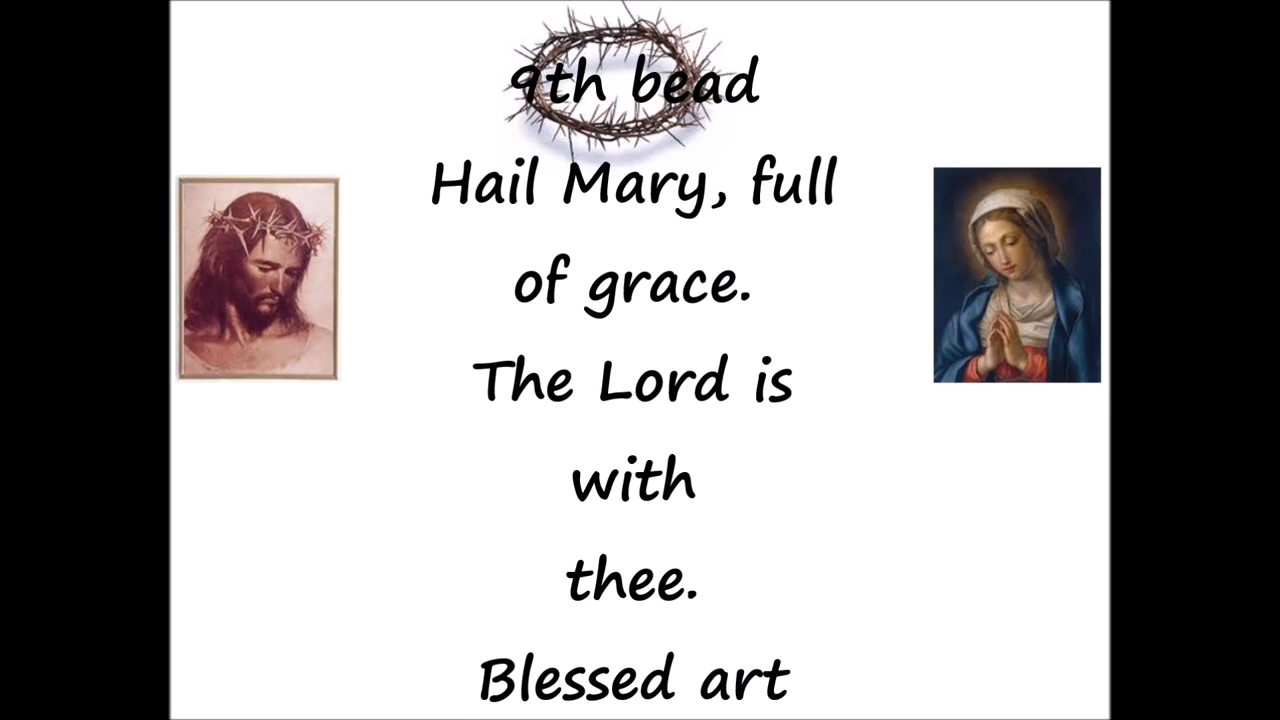 9th bead
Hail Mary, full
of grace.
The Lord is
with
thee.
Blessed art